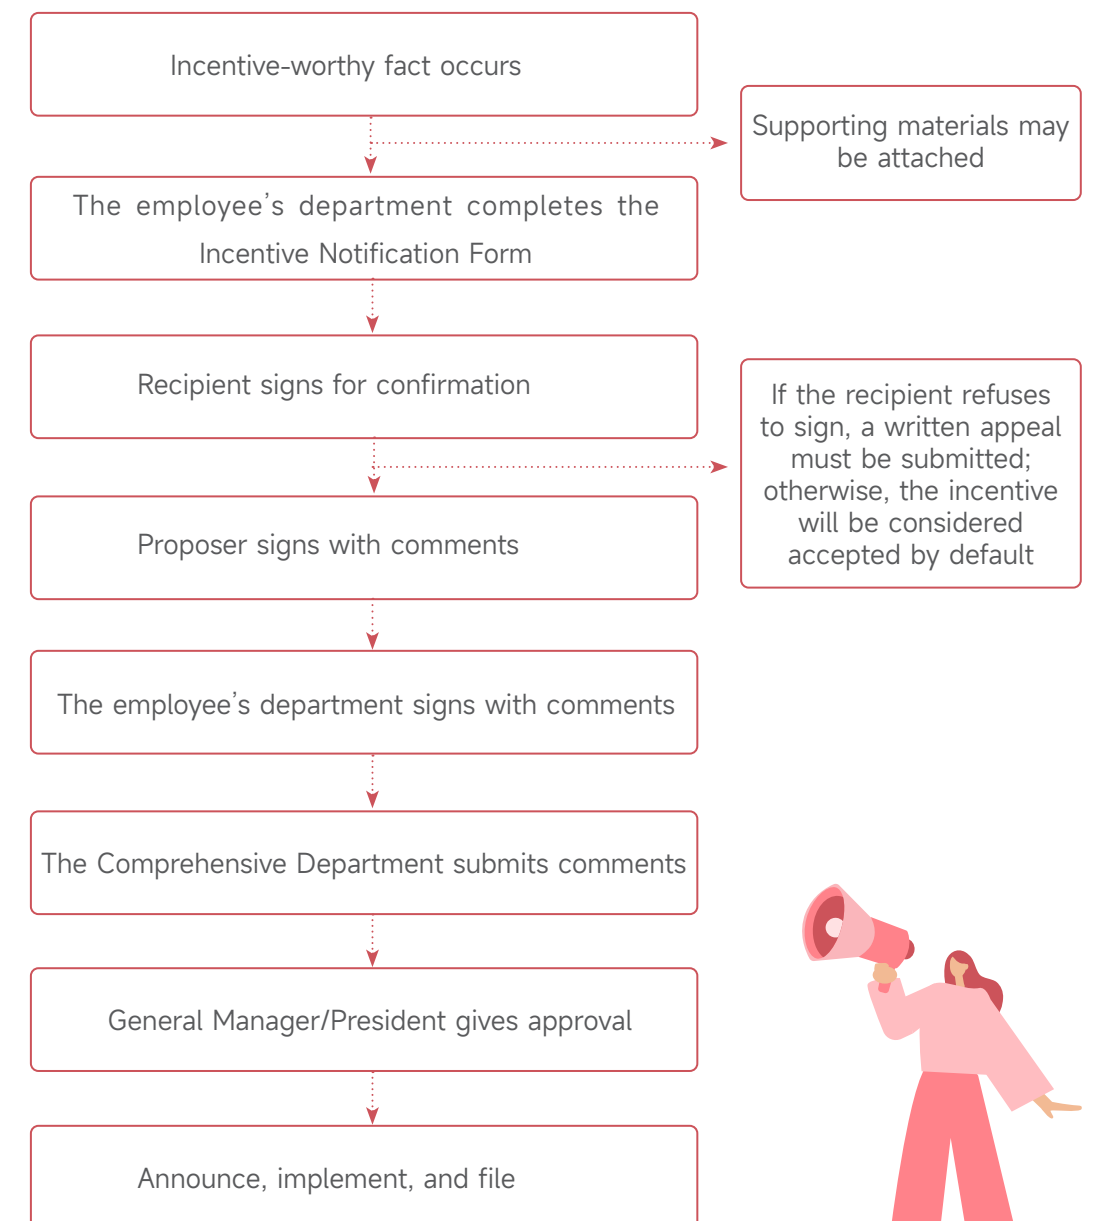 Incentive-worthy fact occurs
Supporting materials may
be attached
The employee’s department completes the
Incentive Notification Form
Recipient signs for confirmation
If the recipient refuses
to sign, a written appeal
must be submitted;
otherwise, the incentive
will be considered
accepted by default
Proposer signs with comments
The employee’s department signs with comments
The Comprehensive Department submits comments
General Manager/President gives approval
Announce, implement, and file